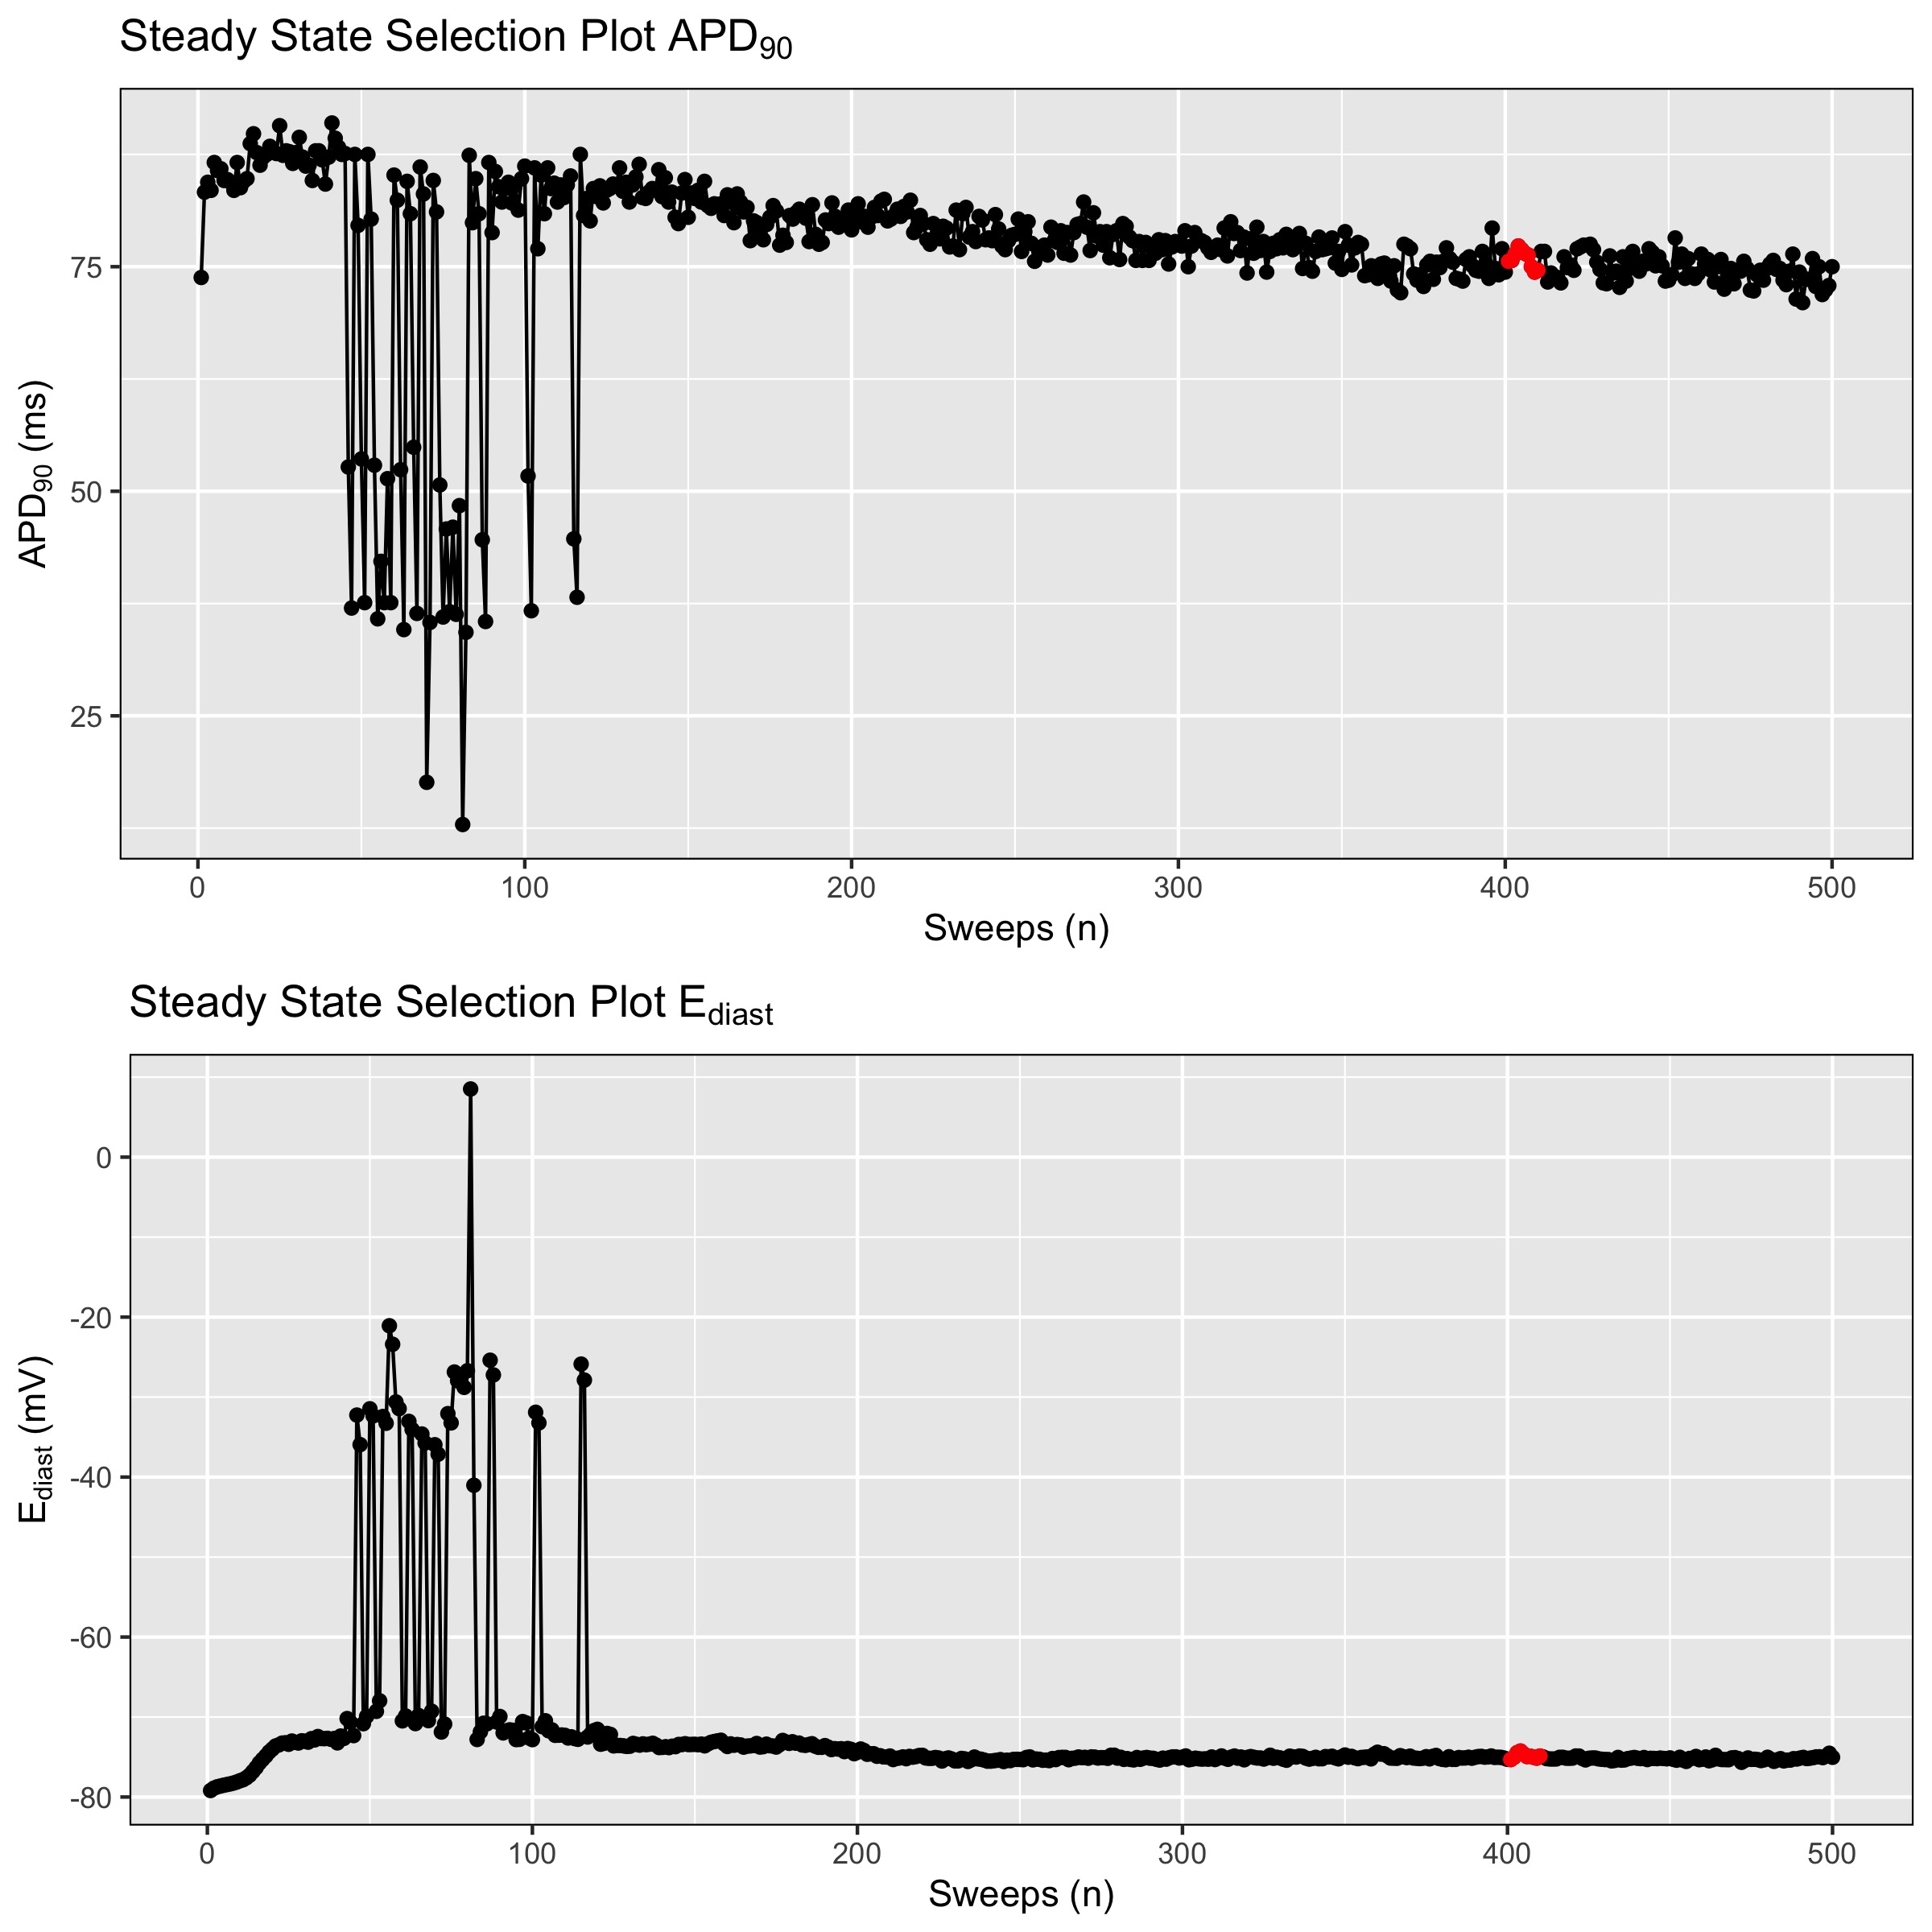 Steady State Selection Plot APD90
75
50
25
APD90 (ms)
0 100 200 300 400 500
Sweeps (n)
Steady State Selection Plot Ediast
0
-20
-40
-60
-80
Ediast (mV)
0 100 200 300 400 500
Sweeps (n)